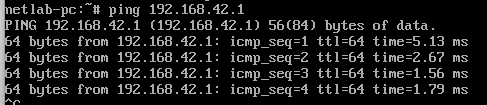 netlab-pc:~# ping 192.168.42.1
PING 192.168.42.1 (192.168.42.1) 56(84) bytes of data.
64 bytes from 192.168.42.1: icmp_seq=1 ttl=64 time=5.13 ms
64 bytes from 192.168.42.1: icmp_seq=2 ttl=64 time=2.67 ms
64 bytes from 192.168.42.1: icmp_seq=3 ttl=64 time=1.56 ms
64 bytes from 192.168.42.1: icmp_seq=4 ttl=64 time=1.79 ms
^C